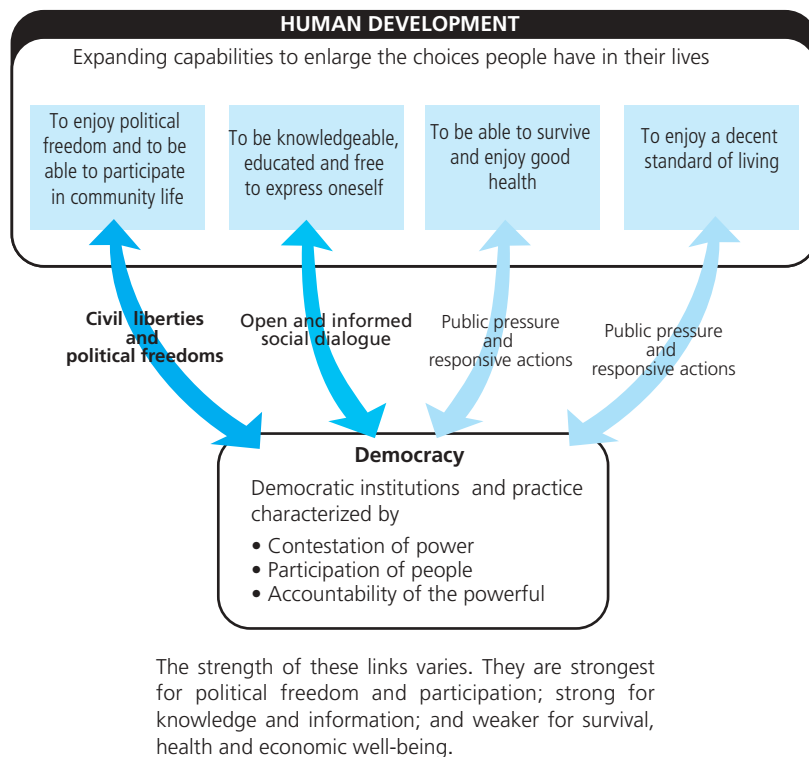 HUMAN DEVELOPMENT
Expanding capabilities to enlarge the choices people have in their lives
To enjoy political
freedom and to be
able to participate
in community life
To be knowledgeable,
educated and free
to express oneself
To be able to survive
and enjoy good
health
To enjoy a decent
standard of living
Civil liberties
and
political freedoms
Open and informed
social dialogue
Public pressure
and
responsive actions
Public pressure
and
responsive actions
Democracy
Democratic institutions and practice
characterized by
• Contestation of power
• Participation of people
• Accountability of the powerful
The strength of these links varies. They are strongest
for political freedom and participation; strong for
knowledge and information; and weaker for survival,
health and economic well-being.